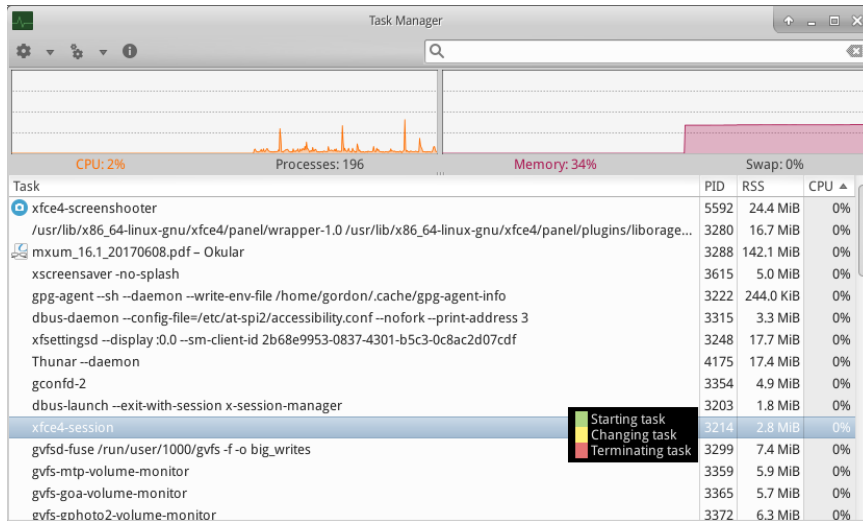 Task Manager
CPU: 2% Processes: 196 Memory: 34% Swap: 0%
Task PID RSS CPU
xfce4-screenshooter 5592 24.4 MiB 0%
/usr/lib/x86_64-linux-gnu/xfce4/panel/wrapper-1.0 /usr/lib/x86_64-linux-gnu/xfce4/panel/plugins/liborage... 3280 16.7 MiB 0%
mxum_16.1_20170608.pdf – Okular 3288 142.1 MiB 0%
xscreensaver -no-splash 3615 5.0 MiB 0%
gpg-agent --sh --daemon --write-env-file /home/gordon/.cache/gpg-agent-info 3222 244.0 KiB 0%
dbus-daemon --config-file=/etc/at-spi2/accessibility.conf --nofork --print-address 3 3315 3.3 MiB 0%
xfsettingsd --display :0.0 --sm-client-id 2b68e9953-0837-4301-b5c3-0c8ac2d07cdf 3248 17.7 MiB 0%
Thunar --daemon 4175 17.4 MiB 0%
gconfd-2 3354 4.9 MiB 0%
dbus-launch --exit-with-session x-session-manager 3203 1.8 MiB 0%
xfce4-session 3214 2.8 MiB 0%
Starting task
Changing task
Terminating task
gvfsd-fuse /run/user/1000/gvfs -f -o big_writes 3299 7.4 MiB 0%
gvfs-mtp-volume-monitor 3359 5.9 MiB 0%
gvfs-goa-volume-monitor 3365 5.7 MiB 0%
gvfs-gphoto2-volume-monitor 3372 6.3 MiB 0%